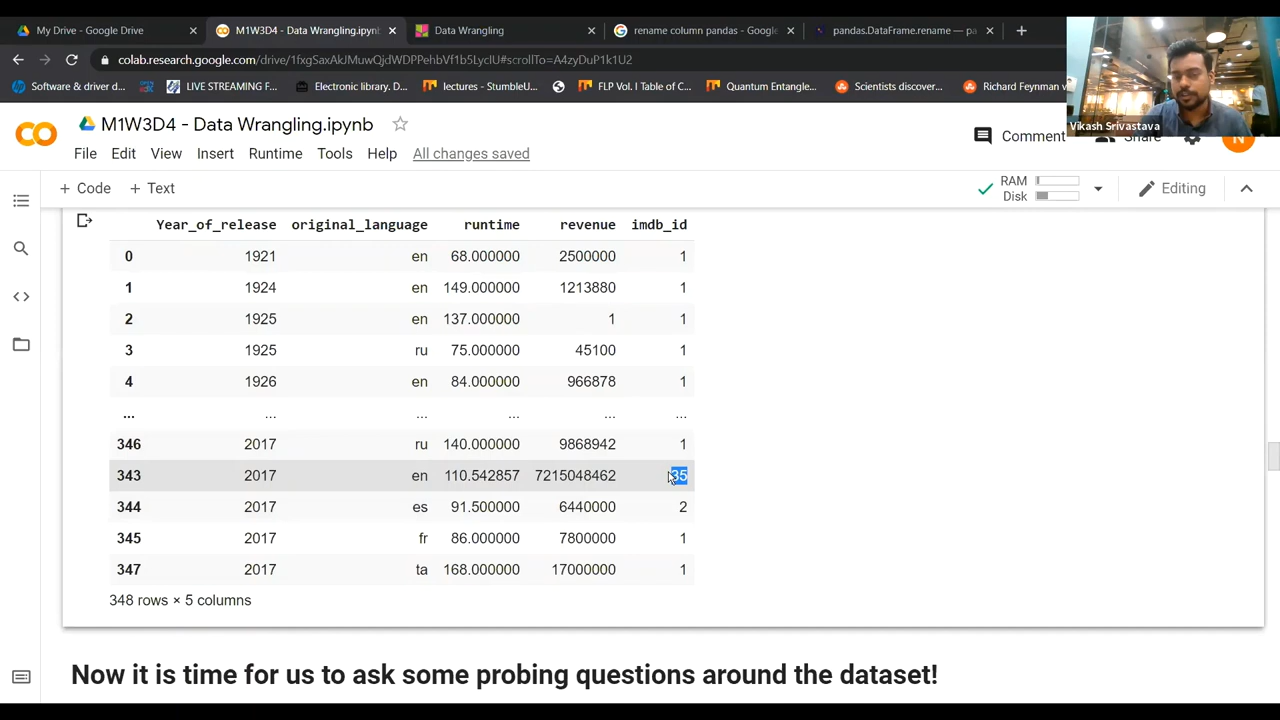 My Drive - Google Drive
M1W3D4 - Data Wrangling.ipynb
Data Wrangling
rename column pandas - Google
pandas.DataFrame.rename — pa
colab.research.google.com/drive/1fxgSaxAkJMuwQjdWDPPehbVf1b5LycIU#scrollTo=A4zyDuP1k1U2
Software & driver d...
LIVE STREAMING F...
Electronic library. D...
lectures - StumbleU...
FLP Vol. I Table of C...
Quantum Entangle...
Scientists discover...
Richard Feynman
Vikash Srivastava
M1W3D4 - Data Wrangling.ipynb
Comment
Share
N
File Edit View Insert Runtime Tools Help All changes saved
+ Code + Text
RAM
Disk
Editing
Year_of_release original_language runtime revenue imdb_id
0 1921 en 68.000000 2500000 1
1 1924 en 149.000000 1213880 1
2 1925 en 137.000000 1 1
3 1925 ru 75.000000 45100 1
4 1926 en 84.000000 966878 1
... ... ... ... ... ...
346 2017 ru 140.000000 9868942 1
343 2017 en 110.542857 7215048462 35
344 2017 es 91.500000 6440000 2
345 2017 fr 86.000000 7800000 1
347 2017 ta 168.000000 17000000 1
348 rows × 5 columns
Now it is time for us to ask some probing questions around the dataset!